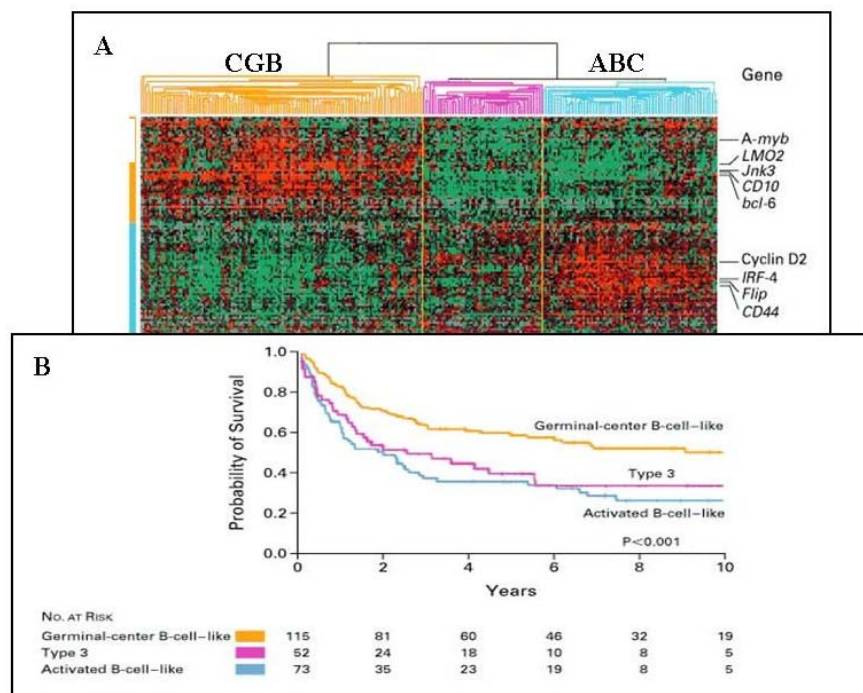 A
CGB
ABC
Gene
A-myb
LMO2
Jnk3
CD10
bcl-6
Cyclin D2
IRF-4
Flip
CD44
B
Probability of Survival
1.0
0.8
0.6
0.4
0.2
0.0
Germinal-center B-cell–like
Type 3
Activated B-cell–like
P<0.001
0 2 4 6 8 10
Years
NO. AT RISK
Germinal-center B-cell–like 115 81 60 46 32 19
Type 3 52 24 18 10 8 5
Activated B-cell–like 73 35 23 19 8 5